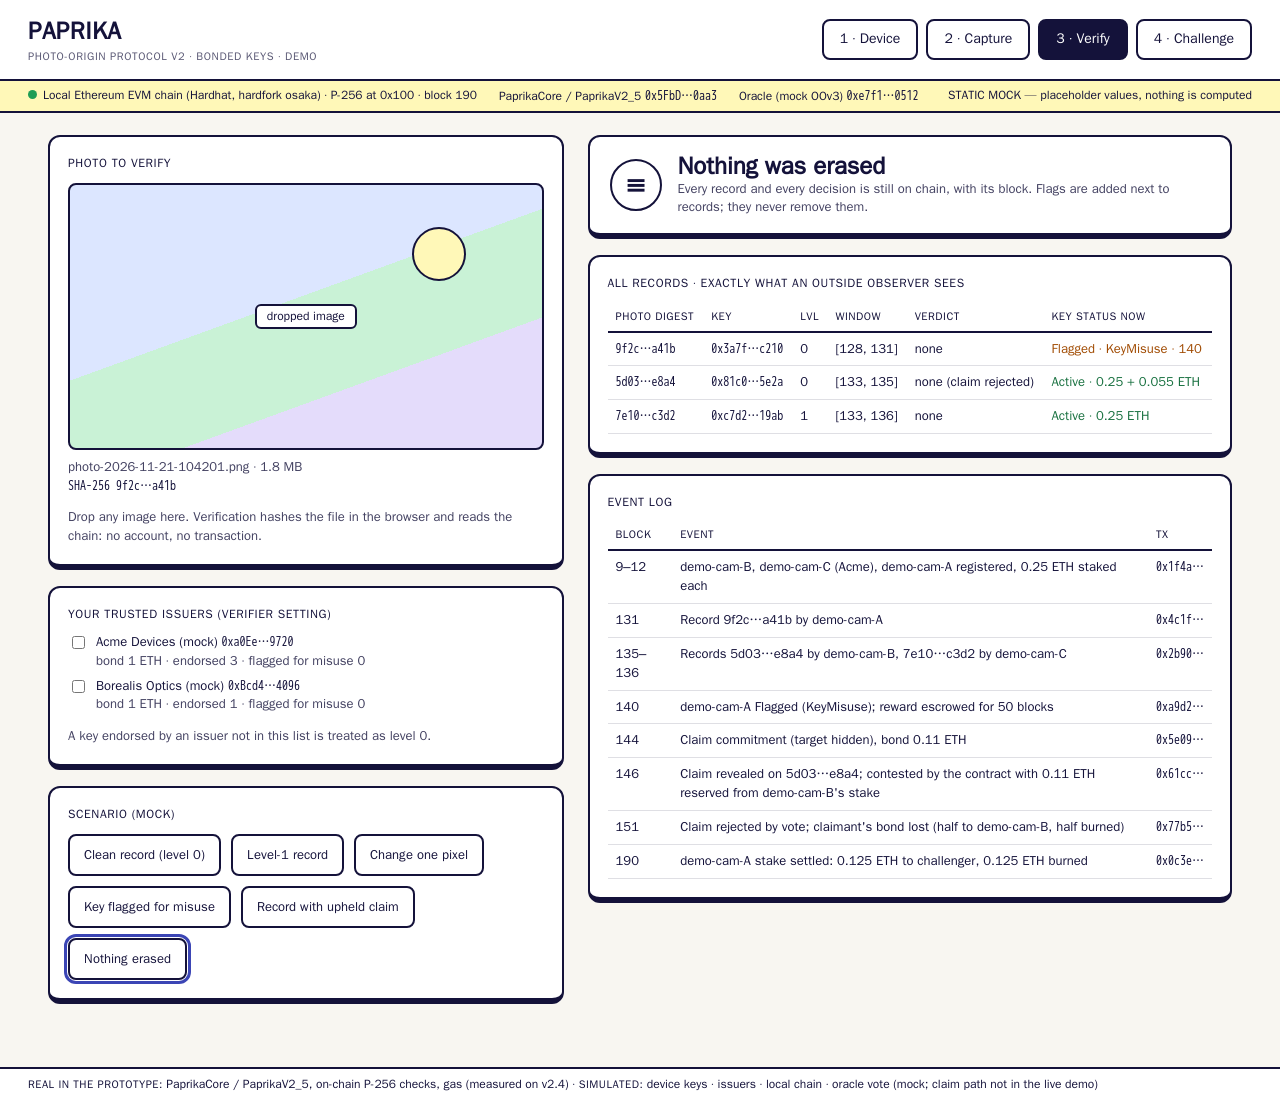 PAPRIKA
PHOTO-ORIGIN PROTOCOL V2 · BONDED KEYS · DEMO
1 · Device
2 · Capture
3 · Verify
4 · Challenge
Local Ethereum EVM chain (Hardhat, hardfork osaka) · P-256 at 0x100 · block 190
PaprikaCore / PaprikaV2_5 0x5FbD···0aa3
Oracle (mock OOv3) 0xe7f1···0512
STATIC MOCK — placeholder values, nothing is computed
PHOTO TO VERIFY
dropped image
photo-2026-11-21-104201.png · 1.8 MB
SHA-256 9f2c···a41b
Drop any image here. Verification hashes the file in the browser and reads the
chain: no account, no transaction.
YOUR TRUSTED ISSUERS (VERIFIER SETTING)
Acme Devices (mock) 0xa0Ee···9720
bond 1 ETH · endorsed 3 · flagged for misuse 0
Borealis Optics (mock) 0xBcd4···4096
bond 1 ETH · endorsed 1 · flagged for misuse 0
A key endorsed by an issuer not in this list is treated as level 0.
SCENARIO (MOCK)
Clean record (level 0)
Level-1 record
Change one pixel
Key flagged for misuse
Record with upheld claim
Nothing erased
Nothing was erased
Every record and every decision is still on chain, with its block. Flags are added next to
records; they never remove them.
ALL RECORDS · EXACTLY WHAT AN OUTSIDE OBSERVER SEES
PHOTO DIGEST KEY LVL WINDOW VERDICT KEY STATUS NOW
9f2c···a41b 0x3a7f···c210 0 [128, 131] none Flagged · KeyMisuse · 140
5d03···e8a4 0x81c0···5e2a 0 [133, 135] none (claim rejected) Active · 0.25 + 0.055 ETH
7e10···c3d2 0xc7d2···19ab 1 [133, 136] none Active · 0.25 ETH
EVENT LOG
BLOCK EVENT TX
9–12 demo-cam-B, demo-cam-C (Acme), demo-cam-A registered, 0.25 ETH staked 0x1f4a···
each
131 Record 9f2c···a41b by demo-cam-A 0x4c1f···
135– Records 5d03···e8a4 by demo-cam-B, 7e10···c3d2 by demo-cam-C 0x2b90···
136
140 demo-cam-A Flagged (KeyMisuse); reward escrowed for 50 blocks 0xa9d2···
144 Claim commitment (target hidden), bond 0.11 ETH 0x5e09···
146 Claim revealed on 5d03···e8a4; contested by the contract with 0.11 ETH 0x61cc···
reserved from demo-cam-B's stake
151 Claim rejected by vote; claimant's bond lost (half to demo-cam-B, half burned) 0x77b5···
190 demo-cam-A stake settled: 0.125 ETH to challenger, 0.125 ETH burned 0x0c3e···
REAL IN THE PROTOTYPE: PaprikaCore / PaprikaV2_5, on-chain P-256 checks, gas (measured on v2.4) · SIMULATED: device keys · issuers · local chain · oracle vote (mock; claim path not in the live demo)